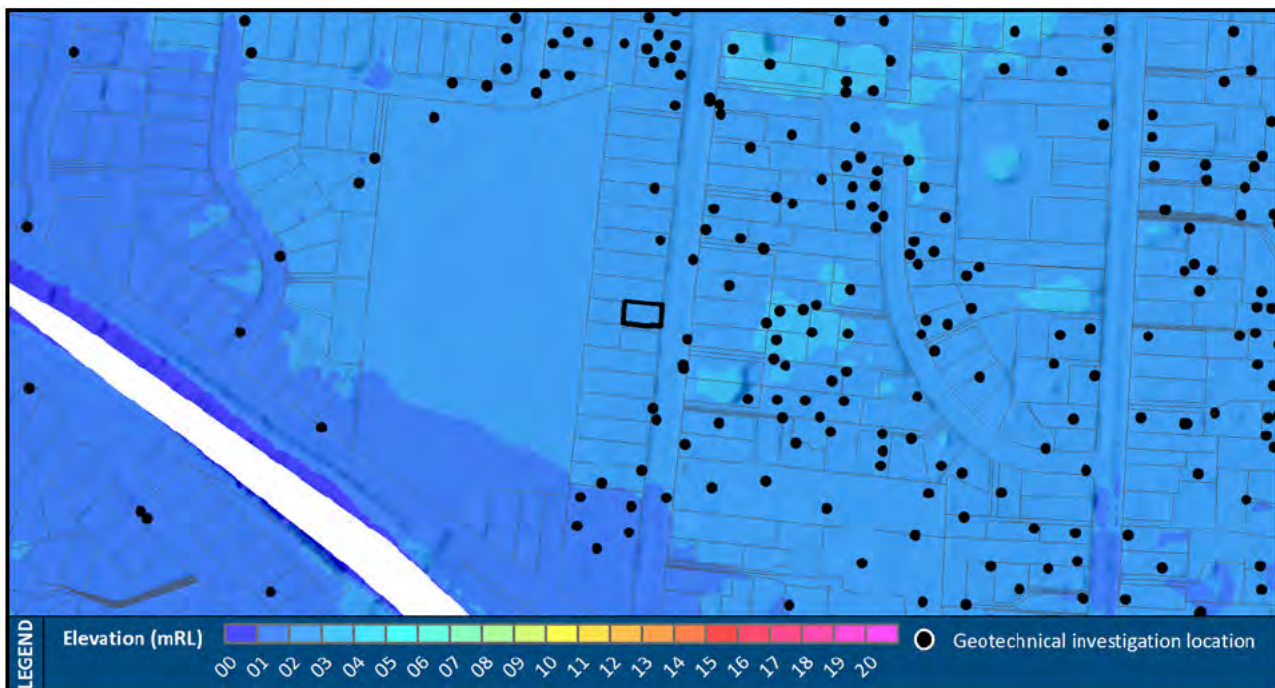 LEGEND
Elevation (mRL)
00 01 02 03 04 05 06 07 08 09 10 11 12 13 14 15 16 17 18 19 20
Geotechnical investigation location